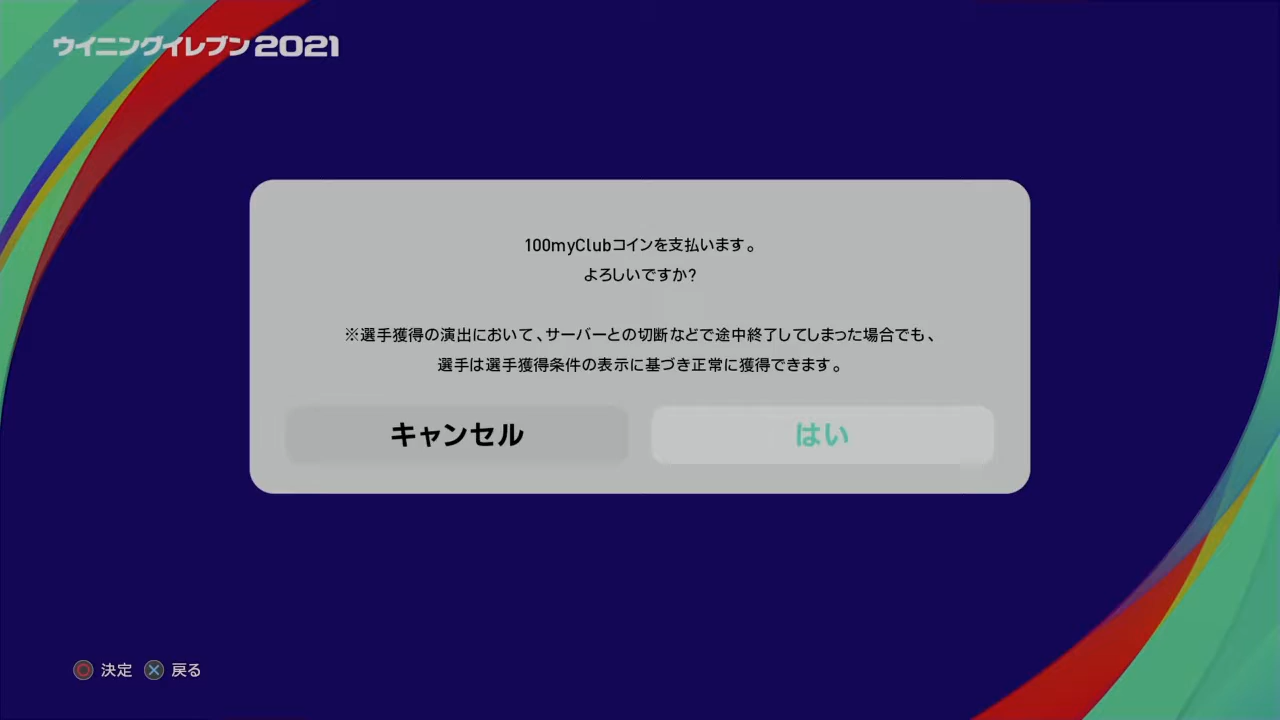 ウイニングイレブン2021
100myClubコインを支払います。
よろしいですか?
※選手獲得の演出において、サーバーとの切断などで途中終了してしまった場合でも、
選手は選手獲得条件の表示に基づき正常に獲得できます。
キャンセル
はい
決定 戻る